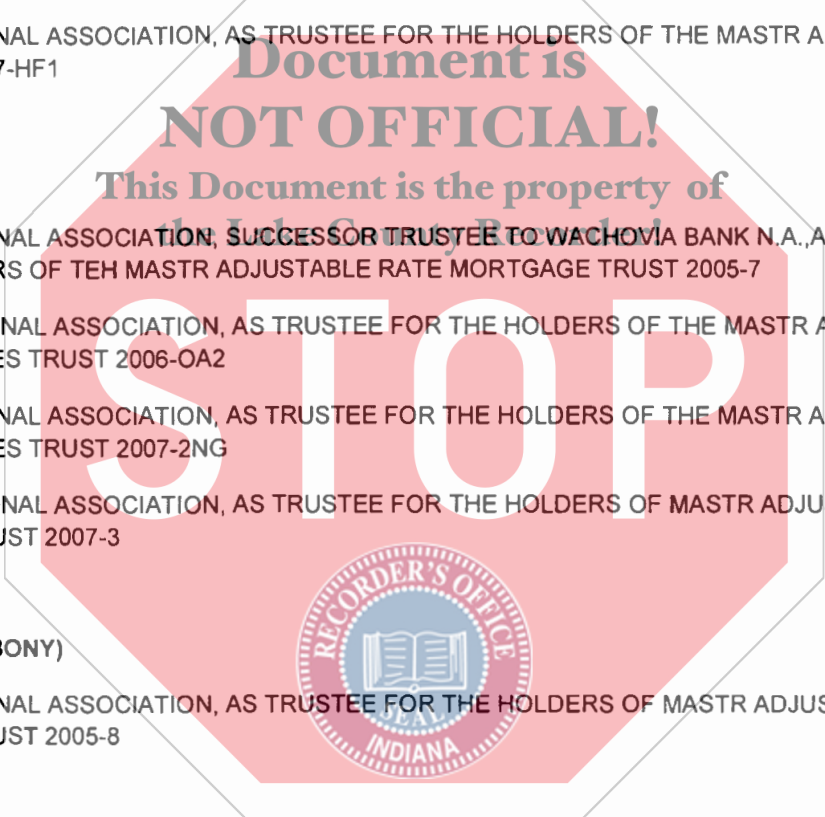 NAL ASSOCIATION, AS TRUSTEE FOR THE HOLDERS OF THE MASTR A
7-HF1
Document is
NOT OFFICIAL!
This Document is the property of
the Lake County Recorder!
NAL ASSOCIATION, SUCCESSOR TRUSTEE TO WACHOVIA BANK N.A.,A
RS OF TEH MASTR ADJUSTABLE RATE MORTGAGE TRUST 2005-7
STOP
NAL ASSOCIATION, AS TRUSTEE FOR THE HOLDERS OF THE MASTR A
ES TRUST 2006-OA2
NAL ASSOCIATION, AS TRUSTEE FOR THE HOLDERS OF THE MASTR A
ES TRUST 2007-2NG
NAL ASSOCIATION, AS TRUSTEE FOR THE HOLDERS OF MASTR ADJU
UST 2007-3
RECORDER'S OFFICE
BONY)
NAL ASSOCIATION, AS TRUSTEE FOR THE HOLDERS OF MASTR ADJUS
UST 2005-8
SEAL
INDIANA